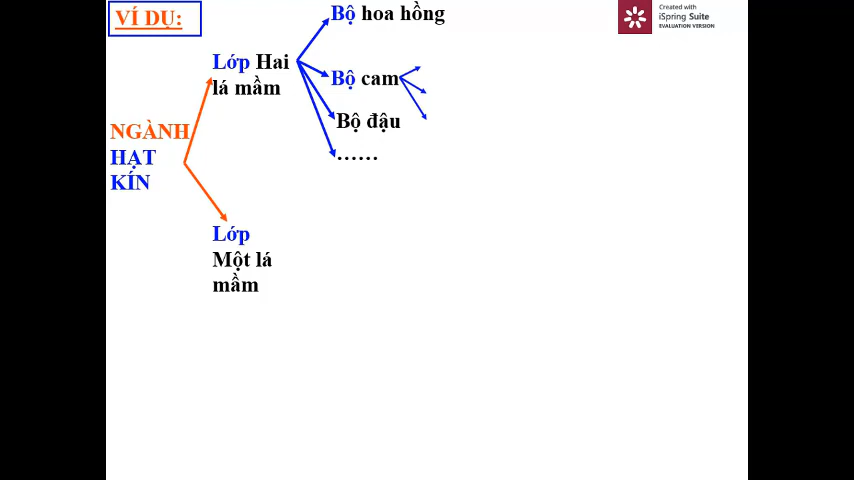 VÍ DỤ:
Created with
iSpring Suite
EVALUATION VERSION
NGÀNH
HẠT
KÍN
Lớp Hai
lá mầm
Bộ hoa hồng
Bộ cam
Bộ đậu
……
Lớp
Một lá
mầm